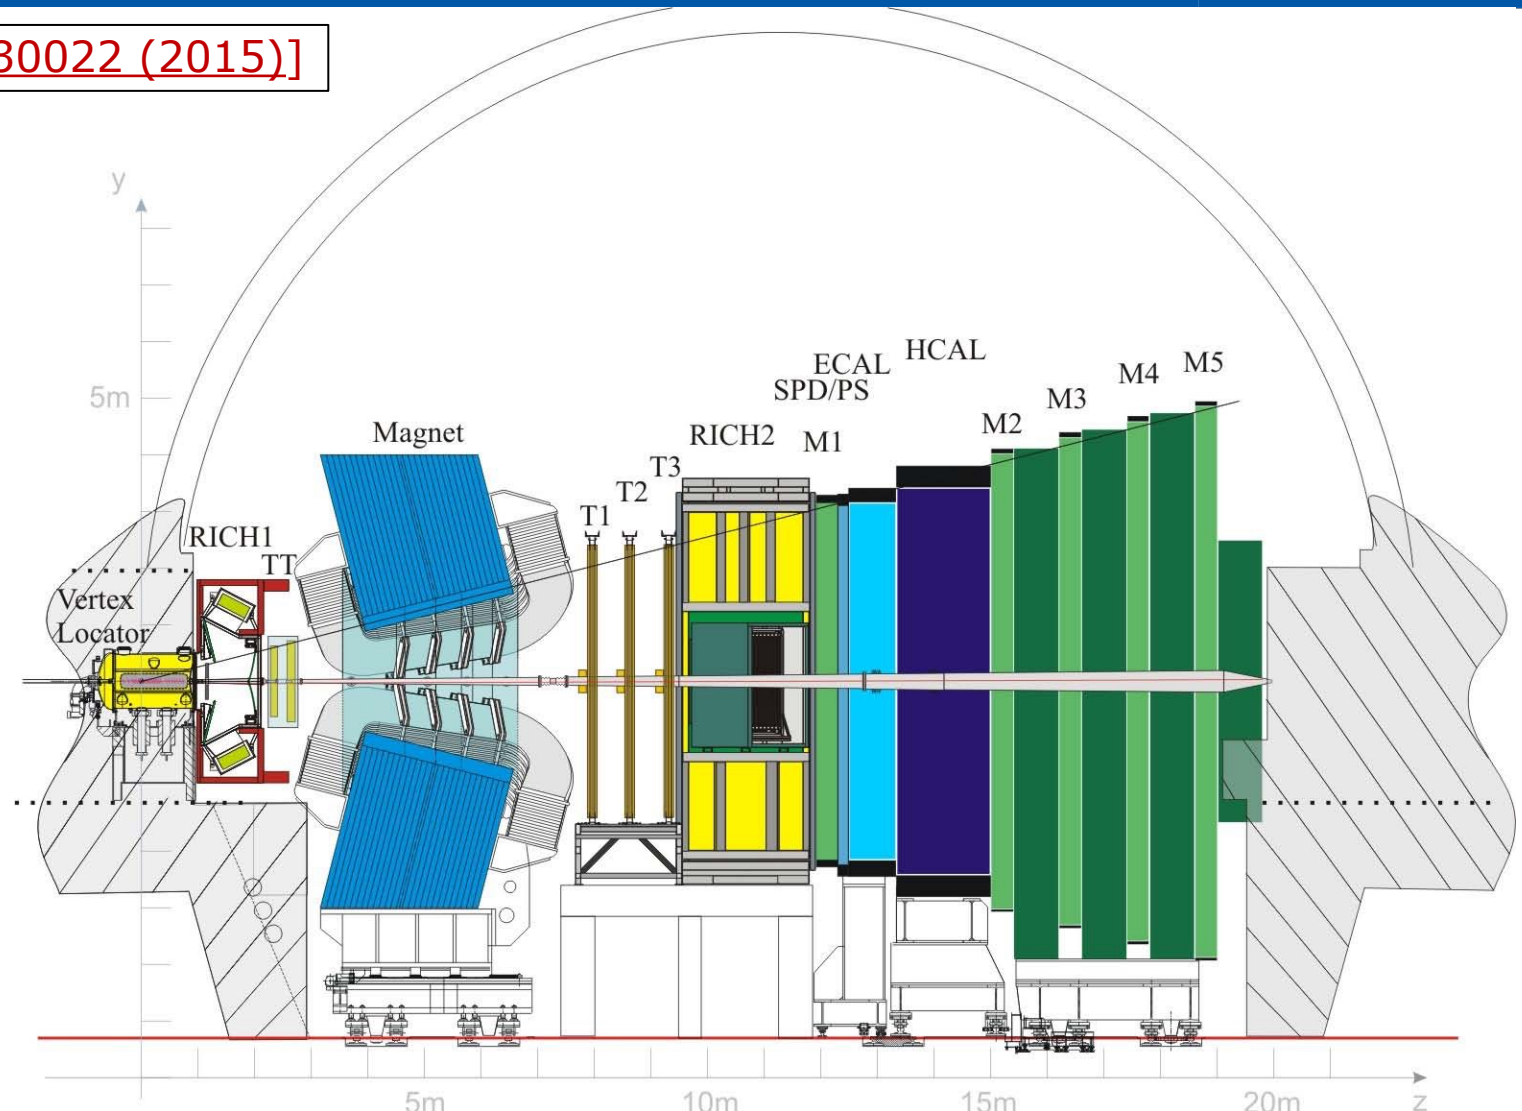 30022 (2015)]
y
5m
Vertex
Locator
RICH1
TT
Magnet
T1
T2
T3
RICH2
M1
SPD/PS
ECAL
HCAL
M2
M3
M4
M5
5m
10m
15m
20m
z